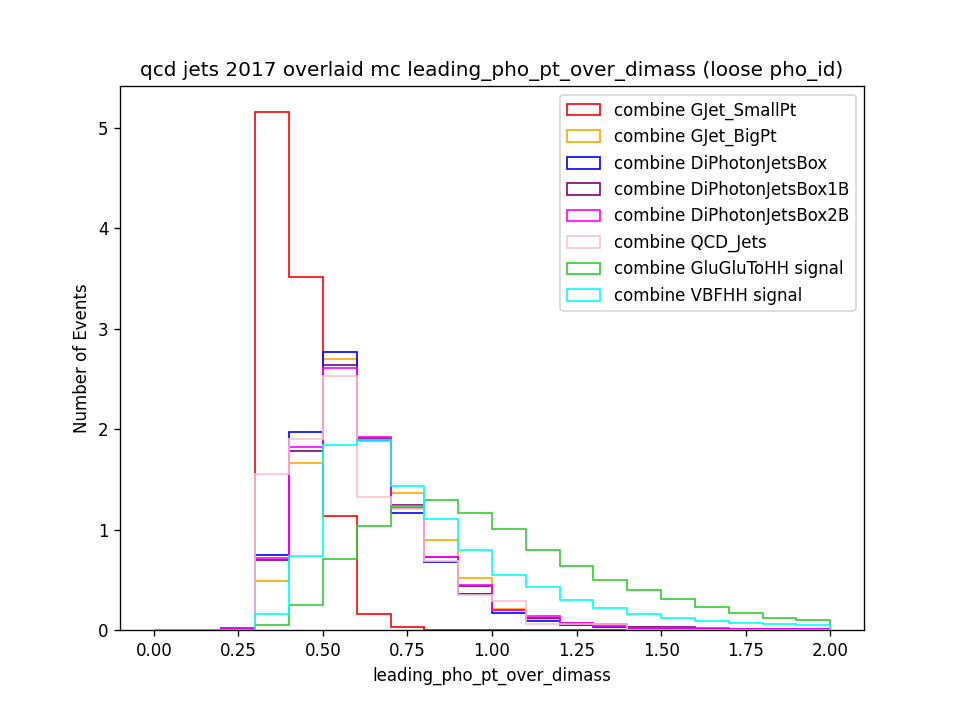 qcd jets 2017 overlaid mc leading_pho_pt_over_dimass (loose pho_id)
combine GJet_SmallPt
combine GJet_BigPt
combine DiPhotonJetsBox
combine DiPhotonJetsBox1B
combine DiPhotonJetsBox2B
combine QCD_Jets
combine GluGluToHH signal
combine VBFHH signal
Number of Events
5
4
3
2
1
0
0.00 0.25 0.50 0.75 1.00 1.25 1.50 1.75 2.00
leading_pho_pt_over_dimass